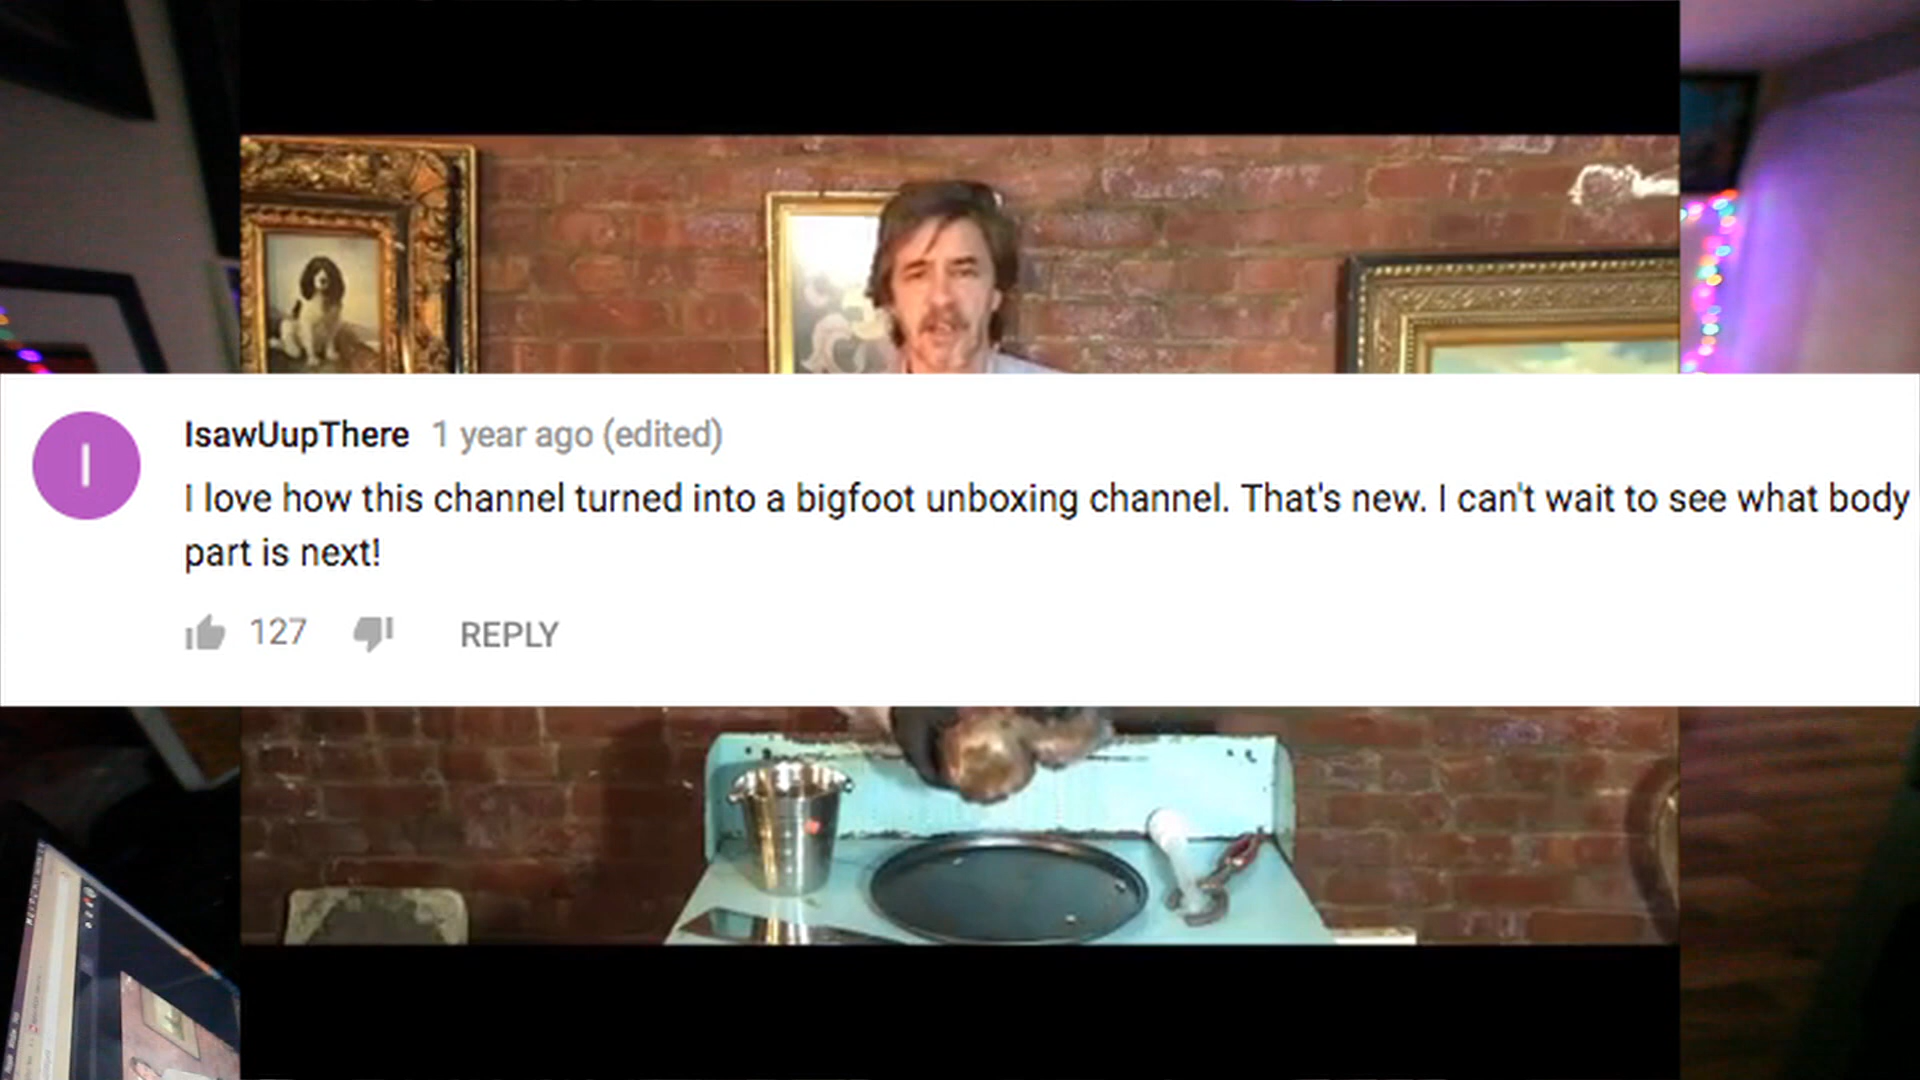 I
IsawUupThere 1 year ago (edited)
I love how this channel turned into a bigfoot unboxing channel. That's new. I can't wait to see what body
part is next!
127 REPLY